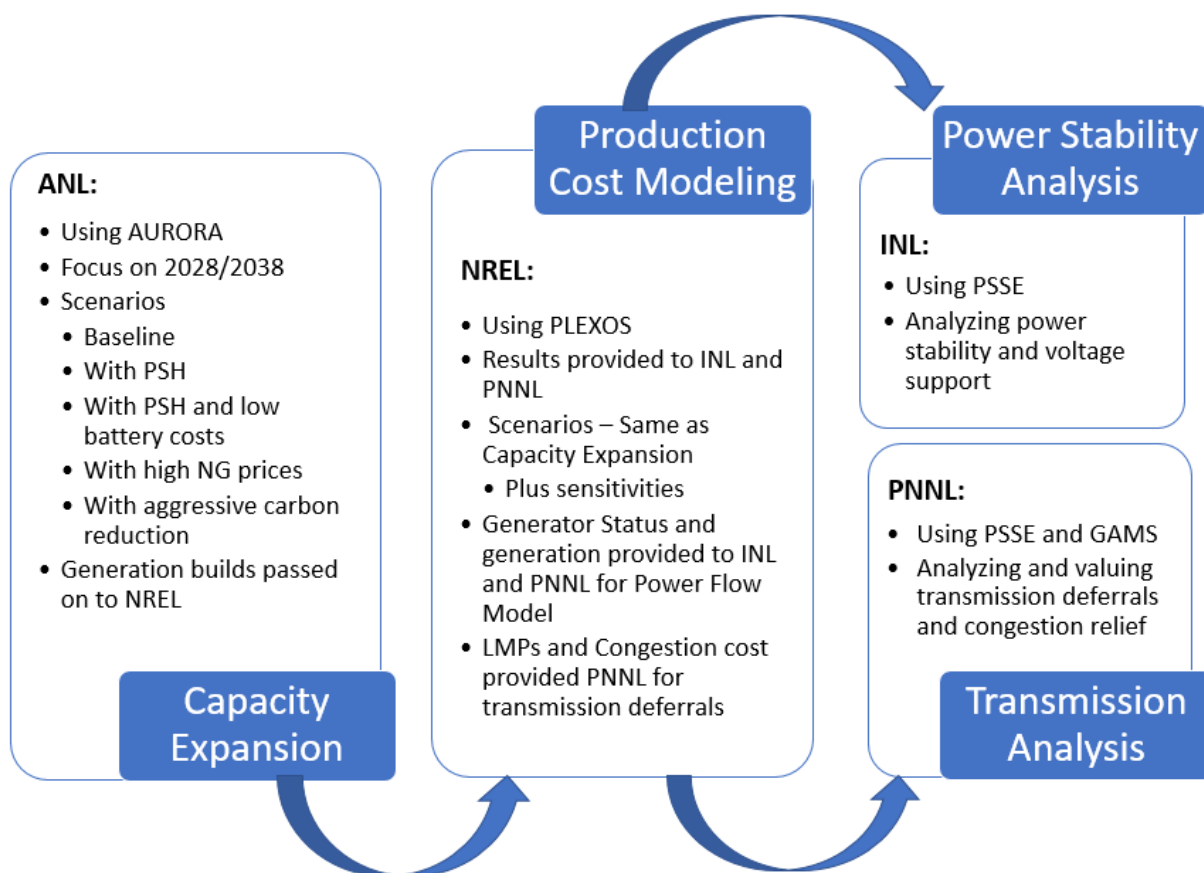 ANL:
• Using AURORA
• Focus on 2028/2038
• Scenarios
• Baseline
• With PSH
• With PSH and low
battery costs
• With high NG prices
• With aggressive carbon
reduction
• Generation builds passed
on to NREL
Capacity
Expansion
Production
Cost Modeling
NREL:
• Using PLEXOS
• Results provided to INL and
PNNL
• Scenarios – Same as
Capacity Expansion
• Plus sensitivities
• Generator Status and
generation provided to INL
and PNNL for Power Flow
Model
• LMPs and Congestion cost
provided PNNL for
transmission deferrals
Power Stability
Analysis
INL:
• Using PSSE
• Analyzing power
stability and voltage
support
PNNL:
• Using PSSE and GAMS
• Analyzing and valuing
transmission deferrals
and congestion relief
Transmission
Analysis